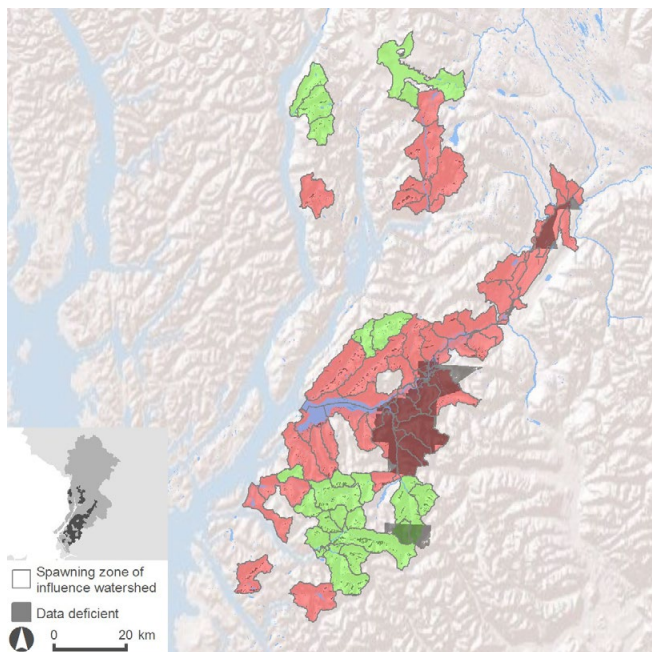 Spawning zone of
influence watershed
Data deficient
0 20 km